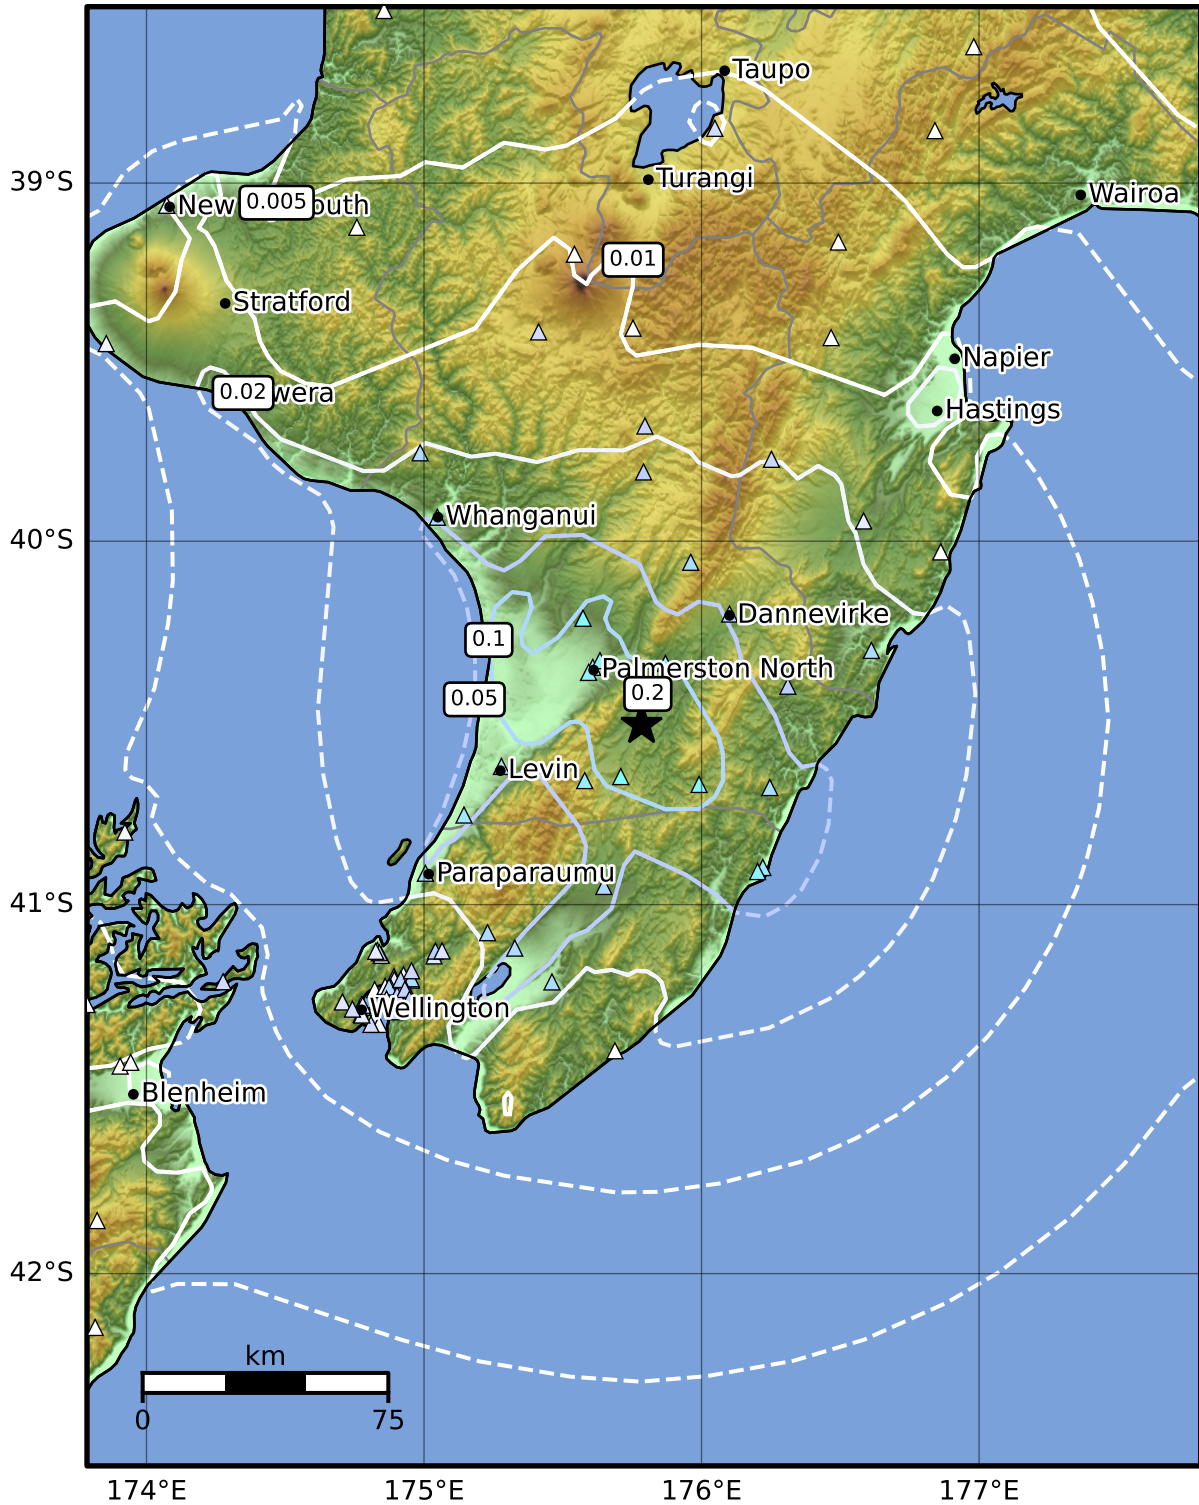 Taupo
39°S
Turangi
Wairoa
New
0.005
outh
0.01
Stratford
Napier
0.02
wera
Hastings
Whanganui
40°S
Dannevirke
0.1
Palmerston North
0.2
0.05
Levin
Paraparaumu
41°S
Wellington
Blenheim
42°S
km
0
75
174°E
175°E
176°E
177°E